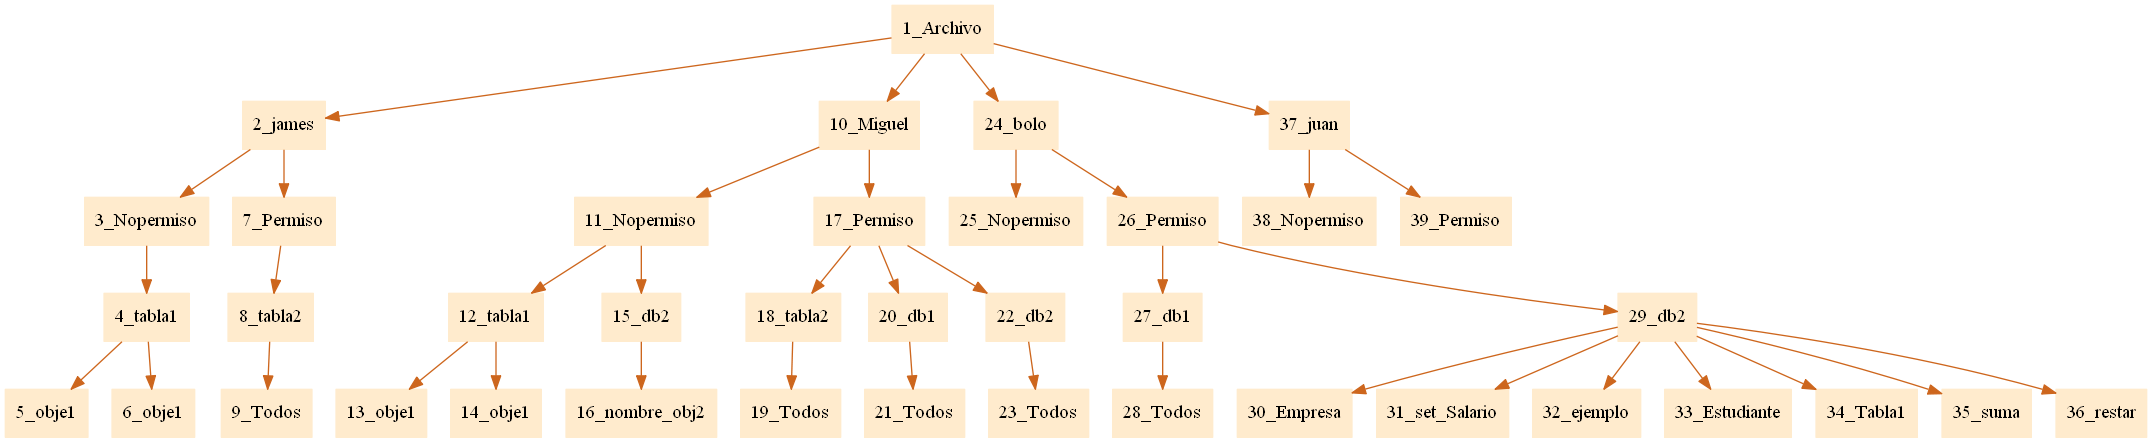 1_Archivo
2_james
10_Miguel
24_bolo
37_juan
3_Nopermiso
7_Permiso
11_Nopermiso
17_Permiso
25_Nopermiso
26_Permiso
38_Nopermiso
39_Permiso
4_tabla1
8_tabla2
12_tabla1
15_db2
18_tabla2
20_db1
22_db2
27_db1
29_db2
5_obje1
6_obje1
9_Todos
13_obje1
14_obje1
16_nombre_obj2
19_Todos
21_Todos
23_Todos
28_Todos
30_Empresa
31_set_Salario
32_ejemplo
33_Estudiante
34_Tabla1
35_suma
36_restar